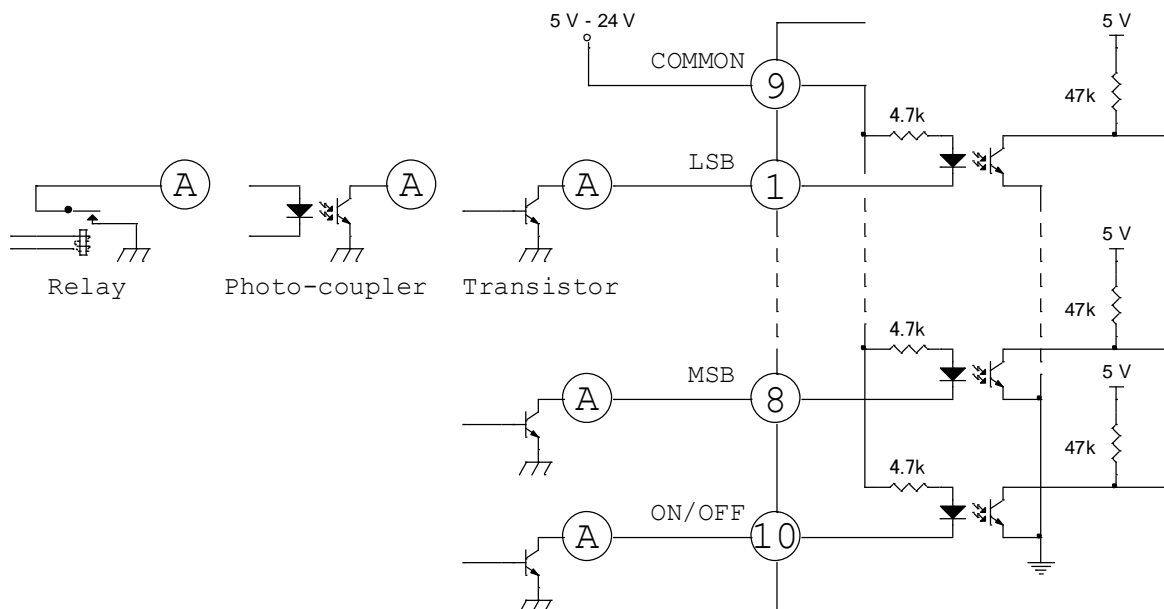 5 V - 24 V
5 V
COMMON
9
47k
4.7k
LSB
A
A
A
1
5 V
Relay
Photo-coupler
Transistor
47k
4.7k
MSB
5 V
A
8
47k
4.7k
ON/OFF
A
10